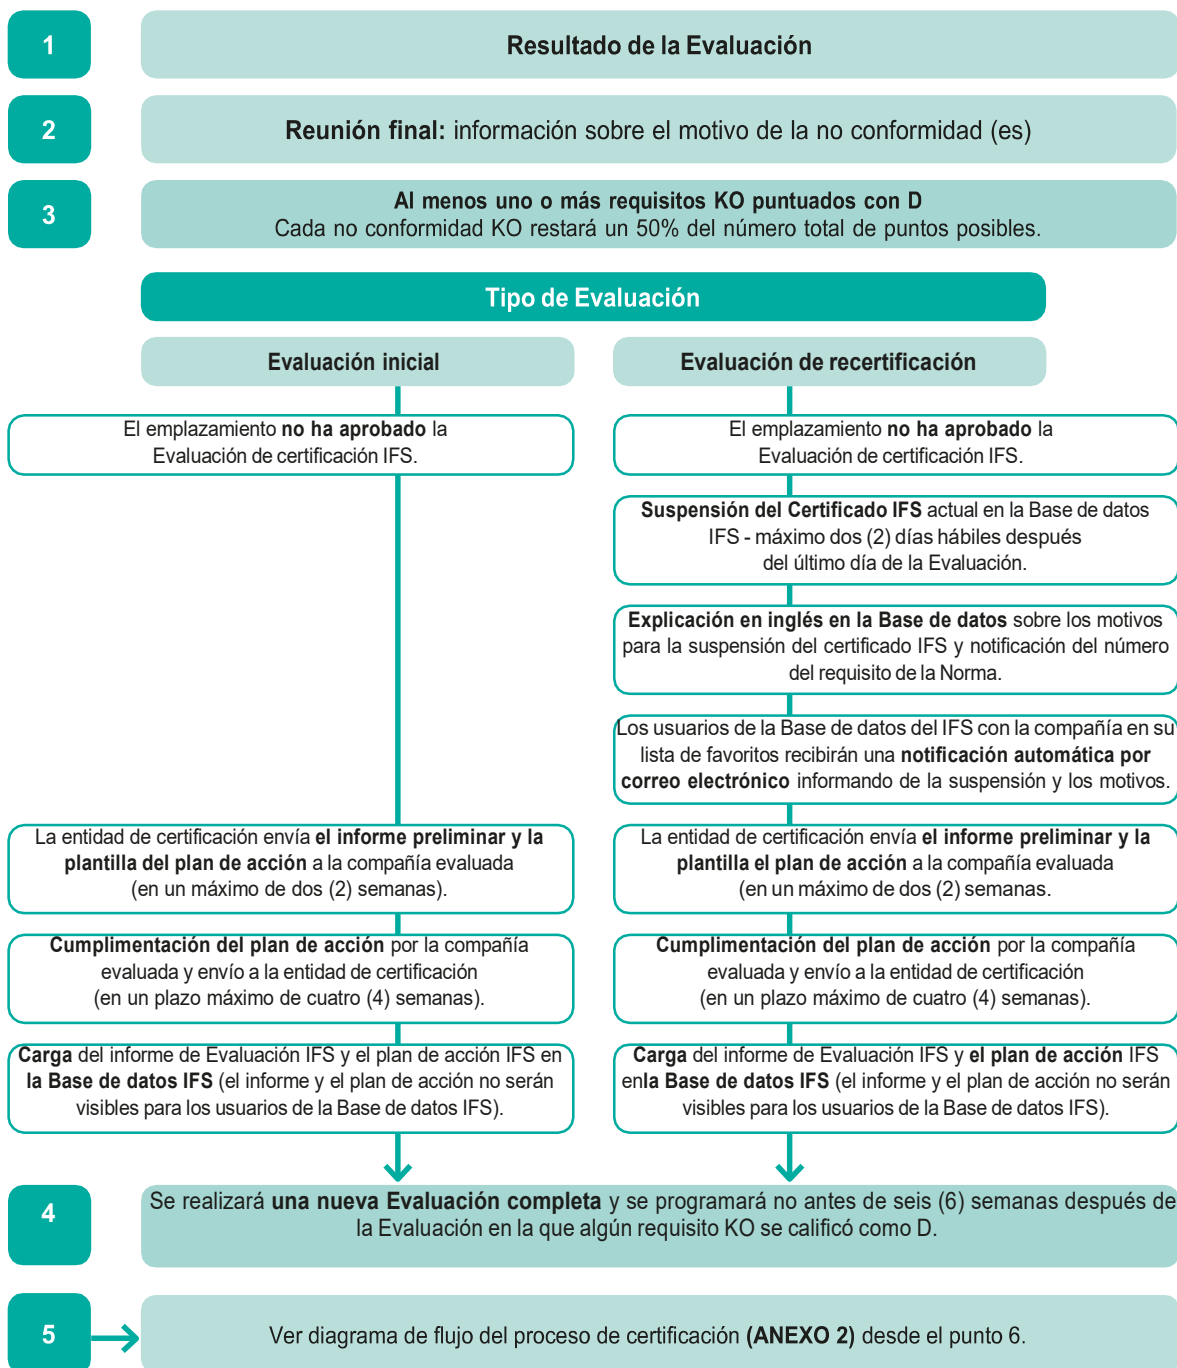 1
Resultado de la Evaluación
2
Reunión final: información sobre el motivo de la no conformidad (es)
3
Al menos uno o más requisitos KO puntuados con D
Cada no conformidad KO restará un 50% del número total de puntos posibles.
Tipo de Evaluación
Evaluación inicial
El emplazamiento no ha aprobado la
Evaluación de certificación IFS.
La entidad de certificación envía el informe preliminar y la
plantilla del plan de acción a la compañía evaluada
(en un máximo de dos (2) semanas).
Cumplimentación del plan de acción por la compañía
evaluada y envío a la entidad de certificación
(en un plazo máximo de cuatro (4) semanas).
Carga del informe de Evaluación IFS y el plan de acción IFS en
la Base de datos IFS (el informe y el plan de acción no serán
visibles para los usuarios de la Base de datos IFS).
Evaluación de recertificación
El emplazamiento no ha aprobado la
Evaluación de certificación IFS.
Suspensión del Certificado IFS actual en la Base de datos
IFS - máximo dos (2) días hábiles después
del último día de la Evaluación.
Explicación en inglés en la Base de datos sobre los motivos
para la suspensión del certificado IFS y notificación del número
del requisito de la Norma.
Los usuarios de la Base de datos del IFS con la compañía en su
lista de favoritos recibirán una notificación automática por
correo electrónico informando de la suspensión y los motivos.
La entidad de certificación envía el informe preliminar y la
plantilla el plan de acción a la compañía evaluada
(en un máximo de dos (2) semanas.
Cumplimentación del plan de acción por la compañía
evaluada y envío a la entidad de certificación
(en un plazo máximo de cuatro (4) semanas).
Carga del informe de Evaluación IFS y el plan de acción IFS
enla Base de datos IFS (el informe y el plan de acción no serán
visibles para los usuarios de la Base de datos IFS).
4
Se realizará una nueva Evaluación completa y se programará no antes de seis (6) semanas después de
la Evaluación en la que algún requisito KO se calificó como D.
5
Ver diagrama de flujo del proceso de certificación (ANEXO 2) desde el punto 6.